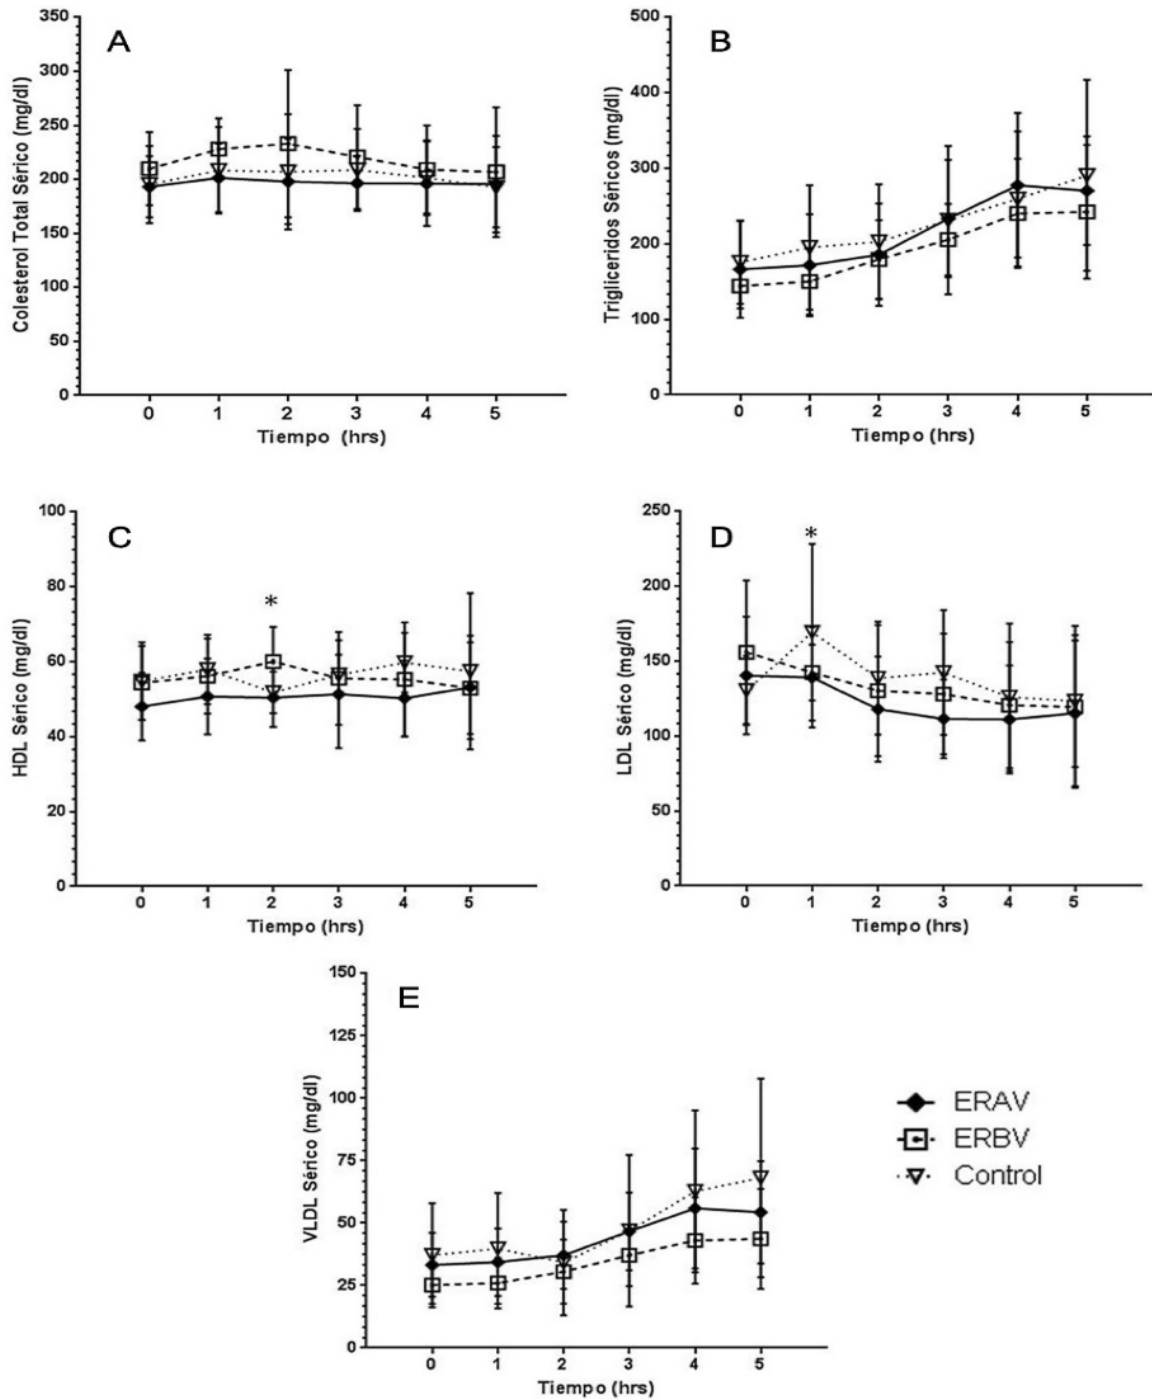 A
Colesterol Total Sérico (mg/dl)
350
300
250
200
150
100
50
0
0 1 2 3 4 5
Tiempo (hrs)
B
Trigliceridos Séricos (mg/dl)
500
400
300
200
100
0
0 1 2 3 4 5
Tiempo (hrs)
C
HDL Sérico (mg/dl)
100
80
60
40
20
0
*
0 1 2 3 4 5
Tiempo (hrs)
D
LDL Sérico (mg/dl)
250
200
150
100
50
0
*
0 1 2 3 4 5
Tiempo (hrs)
E
VLDL Sérico (mg/dl)
150
125
100
75
50
25
0
0 1 2 3 4 5
Tiempo (hrs)
ERAV
ERBV
Control